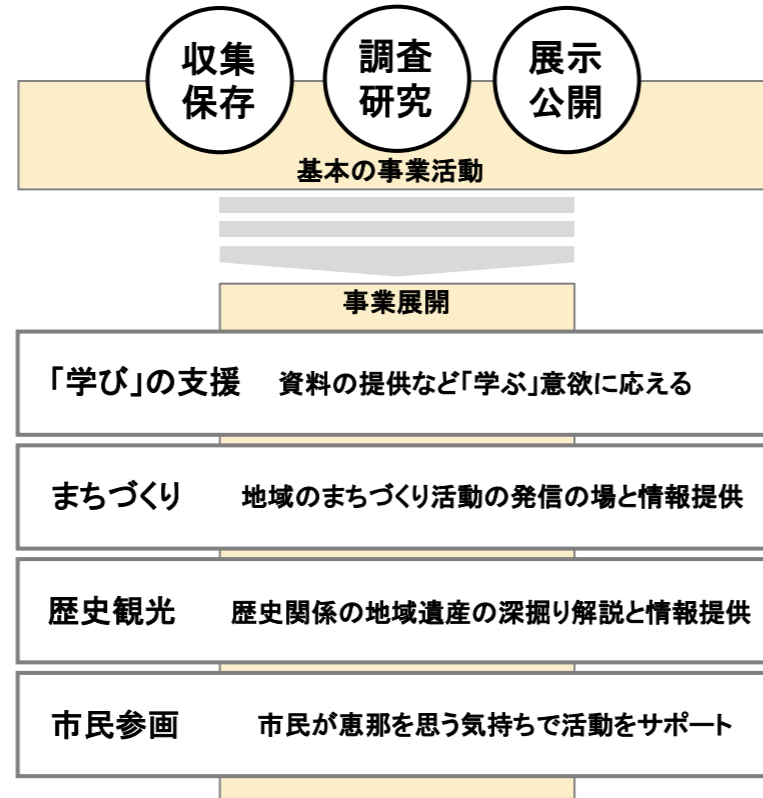 収集
保存
調査
研究
展示
公開
基本の事業活動
事業展開
「学び」の支援 資料の提供など「学ぶ」意欲に応える
まちづくり 地域のまちづくり活動の発信の場と情報提供
歴史観光 歴史関係の地域遺産の深掘り解説と情報提供
市民参画 市民が恵那を思う気持ちで活動をサポート